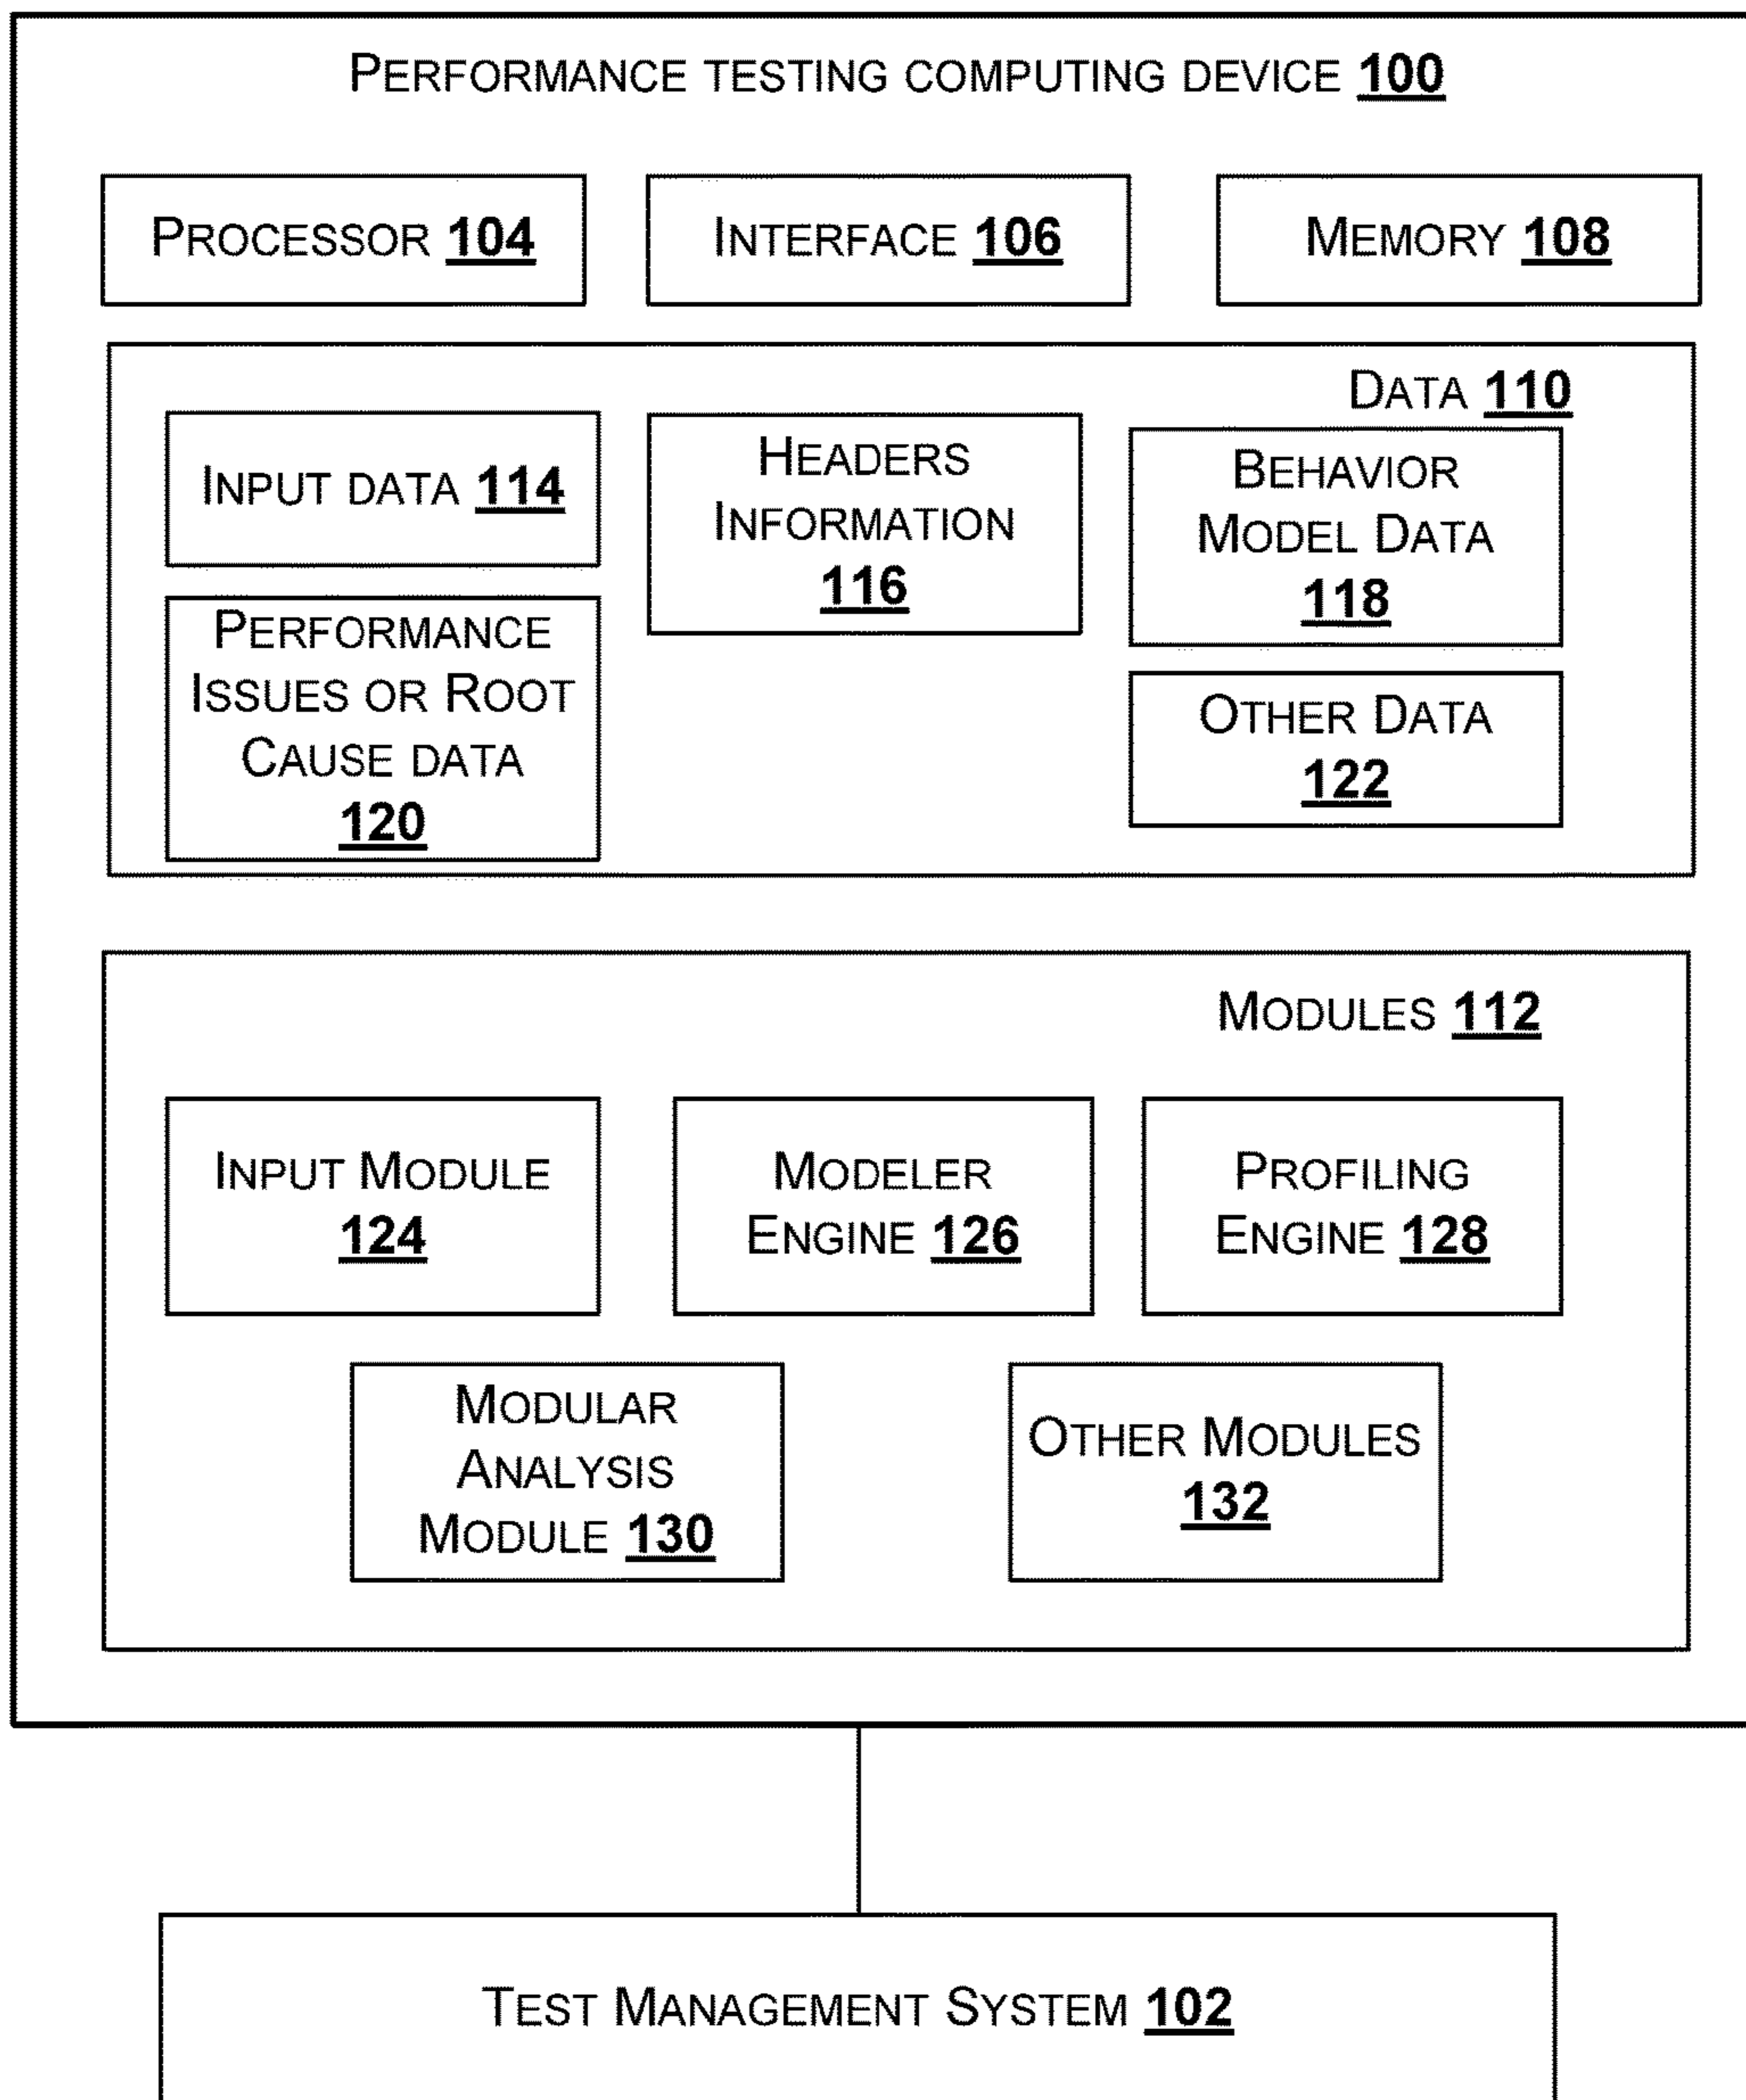 PERFORMANCE TESTING COMPUTING DEVICE 100
PROCESSOR 104
INTERFACE 106
MEMORY 108
DATA 110
INPUT DATA 114
HEADERS
INFORMATION
116
BEHAVIOR
MODEL DATA
118
PERFORMANCE
ISSUES OR ROOT
CAUSE DATA
120
OTHER DATA
122
MODULES 112
INPUT MODULE
124
MODELER
ENGINE 126
PROFILING
ENGINE 128
MODULAR
ANALYSIS
MODULE 130
OTHER MODULES
132
TEST MANAGEMENT SYSTEM 102